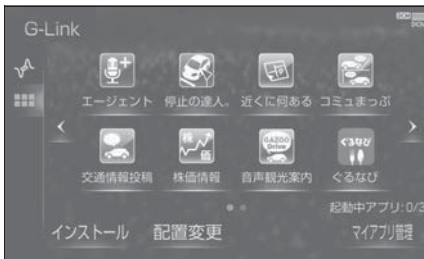 G-Link
DCM
エージェント 停止の達人。 近くに何ある コミュまっぷ
株
価
GAZOO
Drive
ぐるなび
交通情報投稿 株価情報 音声観光案内 ぐるなび
起動中アプリ:0/3
インストール 配置変更 マイアプリ管理